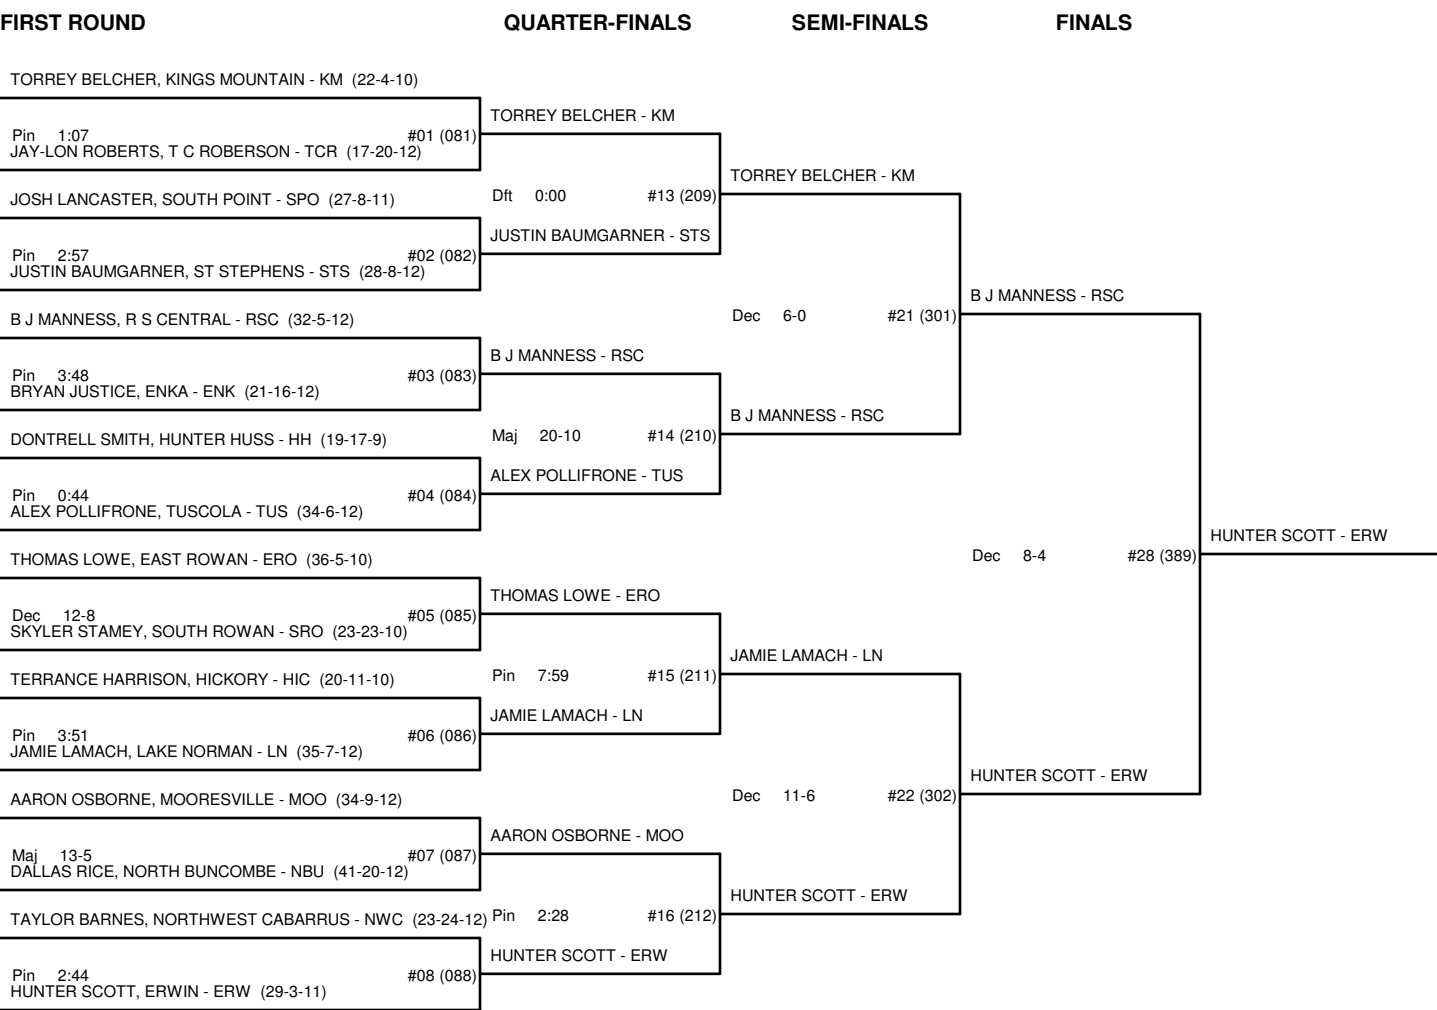 FIRST ROUND
QUARTER-FINALS
SEMI-FINALS
FINALS
TORREY BELCHER, KINGS MOUNTAIN - KM (22-4-10)
Pin 1:07 #01 (081)
JAY-LON ROBERTS, T C ROBERSON - TCR (17-20-12)
JOSH LANCASTER, SOUTH POINT - SPO (27-8-11)
Pin 2:57 #02 (082)
JUSTIN BAUMGARNER, ST STEPHENS - STS (28-8-12)
B J MANNESS, R S CENTRAL - RSC (32-5-12)
Pin 3:48 #03 (083)
BRYAN JUSTICE, ENKA - ENK (21-16-12)
DONTRELL SMITH, HUNTER HUSS - HH (19-17-9)
Pin 0:44 #04 (084)
ALEX POLLIFRONE, TUSCOLA - TUS (34-6-12)
THOMAS LOWE, EAST ROWAN - ERO (36-5-10)
Dec 12-8 #05 (085)
SKYLER STAMEY, SOUTH ROWAN - SRO (23-23-10)
TERRANCE HARRISON, HICKORY - HIC (20-11-10)
Pin 3:51 #06 (086)
JAMIE LAMACH, LAKE NORMAN - LN (35-7-12)
AARON OSBORNE, MOORESVILLE - MOO (34-9-12)
Maj 13-5 #07 (087)
DALLAS RICE, NORTH BUNCOMBE - NBU (41-20-12)
TAYLOR BARNES, NORTHWEST CABARRUS - NWC (23-24-12)
Pin 2:44 #08 (088)
HUNTER SCOTT, ERWIN - ERW (29-3-11)
TORREY BELCHER - KM
Dft 0:00 #13 (209)
JUSTIN BAUMGARNER - STS
B J MANNESS - RSC
Maj 20-10 #14 (210)
ALEX POLLIFRONE - TUS
THOMAS LOWE - ERO
Pin 7:59 #15 (211)
JAMIE LAMACH - LN
AARON OSBORNE - MOO
Pin 2:28 #16 (212)
HUNTER SCOTT - ERW
TORREY BELCHER - KM
Dec 6-0 #21 (301)
B J MANNESS - RSC
JAMIE LAMACH - LN
Dec 11-6 #22 (302)
HUNTER SCOTT - ERW
B J MANNESS - RSC
Dec 8-4 #28 (389)
HUNTER SCOTT - ERW
HUNTER SCOTT - ERW